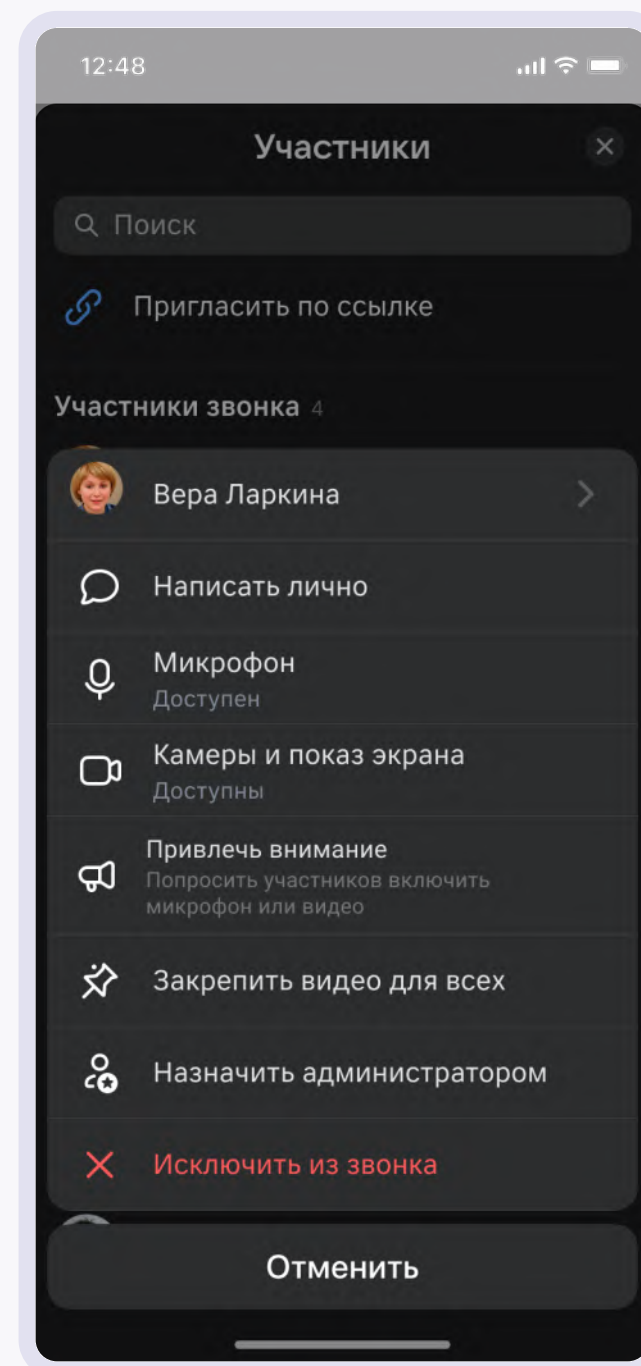 12:48
Участники
Поиск
Пригласить по ссылке
Участники звонка 4
Вера Ларкина
Написать лично
Микрофон
Доступен
Камеры и показ экрана
Доступны
Привлечь внимание
Попросить участников включить
микрофон или видео
Закрепить видео для всех
Назначить администратором
Исключить из звонка
Отменить